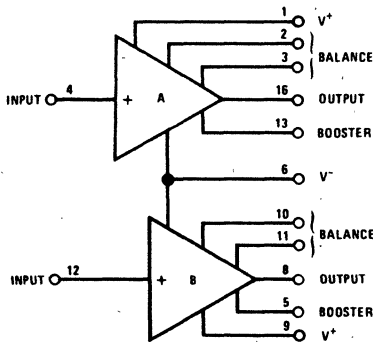 1 V+
2
3 BALANCE
INPUT 4 + A 16 OUTPUT
13 BOOSTER
6 V-
10
11 BALANCE
INPUT 12 + B 8 OUTPUT
5 BOOSTER
9 V+